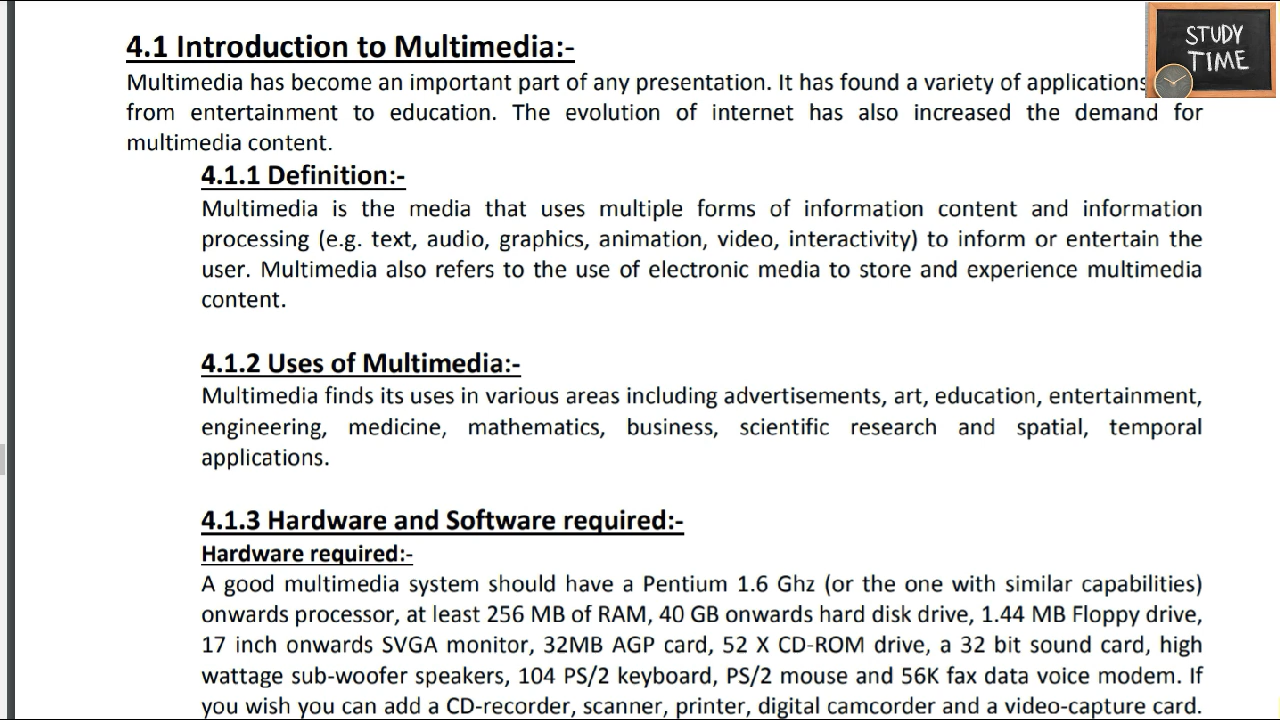 4.1 Introduction to Multimedia:-
STUDY
TIME
Multimedia has become an important part of any presentation. It has found a variety of applications
from entertainment to education. The evolution of internet has also increased the demand for
multimedia content.
4.1.1 Definition:-
Multimedia is the media that uses multiple forms of information content and information
processing (e.g. text, audio, graphics, animation, video, interactivity) to inform or entertain the
user. Multimedia also refers to the use of electronic media to store and experience multimedia
content.
4.1.2 Uses of Multimedia:-
Multimedia finds its uses in various areas including advertisements, art, education, entertainment,
engineering, medicine, mathematics, business, scientific research and spatial, temporal
applications.
4.1.3 Hardware and Software required:-
Hardware required:-
A good multimedia system should have a Pentium 1.6 Ghz (or the one with similar capabilities)
onwards processor, at least 256 MB of RAM, 40 GB onwards hard disk drive, 1.44 MB Floppy drive,
17 inch onwards SVGA monitor, 32MB AGP card, 52 X CD-ROM drive, a 32 bit sound card, high
wattage sub-woofer speakers, 104 PS/2 keyboard, PS/2 mouse and 56K fax data voice modem. If
you wish you can add a CD-recorder, scanner, printer, digital camcorder and a video-capture card.